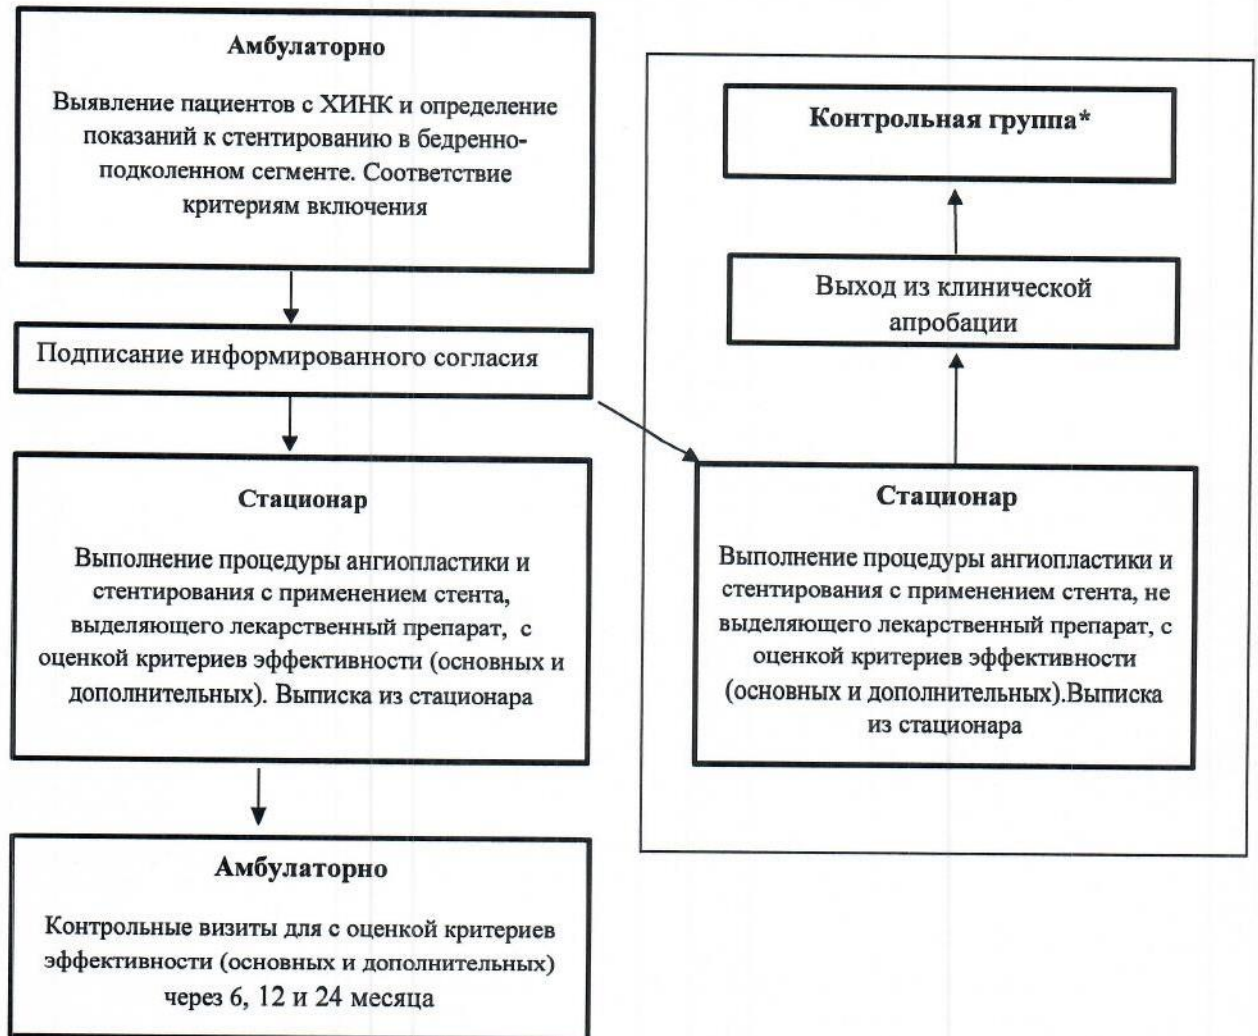 Амбулаторно
Выявление пациентов с ХИНК и определение
показаний к стентированию в бедренно-
подколенном сегменте. Соответствие
критериям включения
Подписание информированного согласия
Стационар
Выполнение процедуры ангиопластики и
стентирования с применением стента,
выделяющего лекарственный препарат, с
оценкой критериев эффективности (основных и
дополнительных). Выписка из стационара
Амбулаторно
Контрольные визиты для с оценкой критериев
эффективности (основных и дополнительных)
через 6, 12 и 24 месяца
Контрольная группа*
Выход из клинической
апробации
Стационар
Выполнение процедуры ангиопластики и
стентирования с применением стента, не
выделяющего лекарственный препарат, с
оценкой критериев эффективности
(основных и дополнительных).Выписка
из стационара